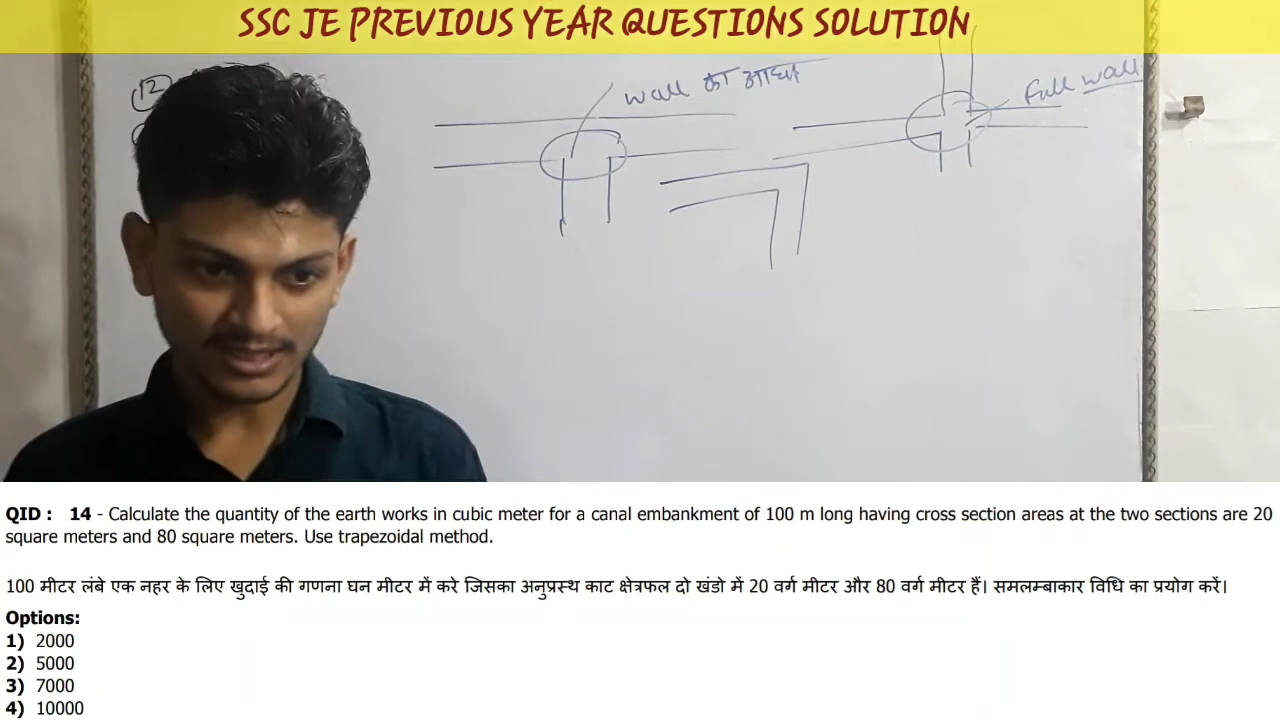 SSC JE PREVIOUS YEAR QUESTIONS SOLUTION
12
wall का आधा
Full wall
QID : 14 - Calculate the quantity of the earth works in cubic meter for a canal embankment of 100 m long having cross section areas at the two sections are 20
square meters and 80 square meters. Use trapezoidal method.
100 मीटर लंबे एक नहर के लिए खुदाई की गणना घन मीटर में करे जिसका अनुप्रस्थ काट क्षेत्रफल दो खंडो में 20 वर्ग मीटर और 80 वर्ग मीटर हैं। समलम्बाकार विधि का प्रयोग करें।
Options:
1) 2000
2) 5000
3) 7000
4) 10000